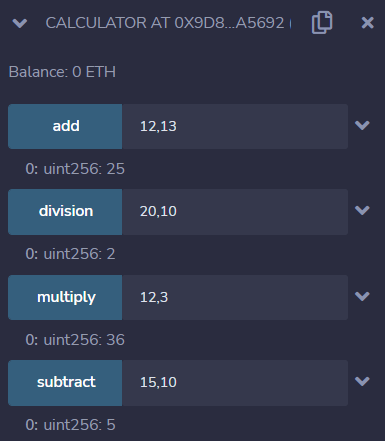 CALCULATOR AT 0X9D8...A5692 (
Balance: 0 ETH
add 12,13
0: uint256: 25
division 20,10
0: uint256: 2
multiply 12,3
0: uint256: 36
subtract 15,10
0: uint256: 5